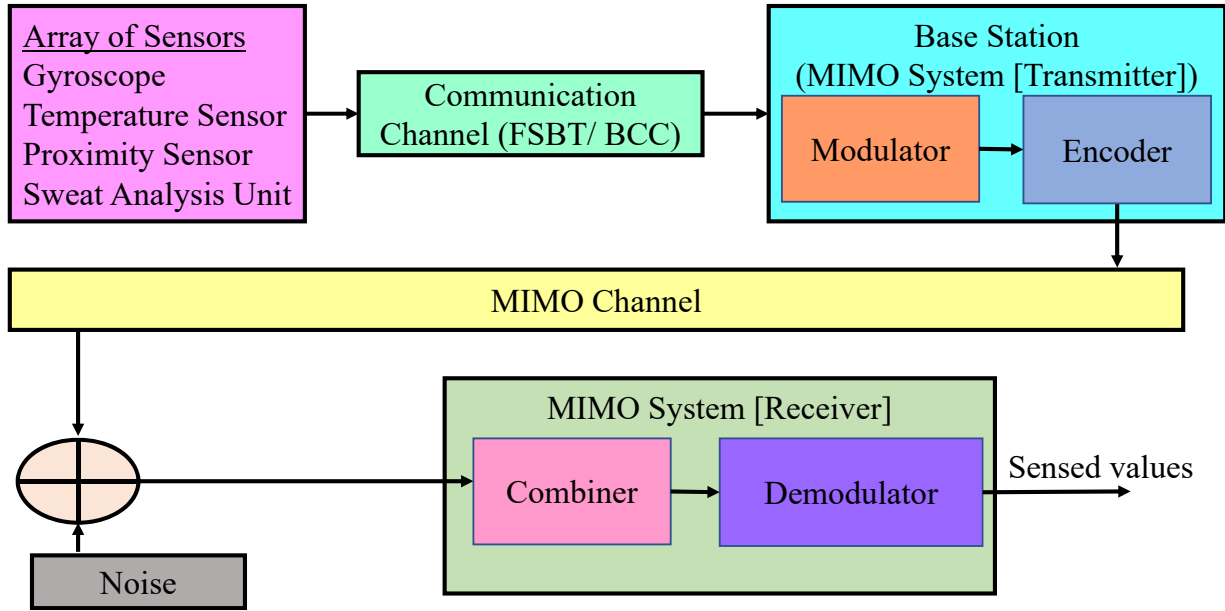 Array of Sensors
Gyroscope
Temperature Sensor
Proximity Sensor
Sweat Analysis Unit
Communication
Channel (FSBT/ BCC)
Base Station
(MIMO System [Transmitter])
Modulator
Encoder
MIMO Channel
MIMO System [Receiver]
Combiner
Demodulator
Sensed values
Noise